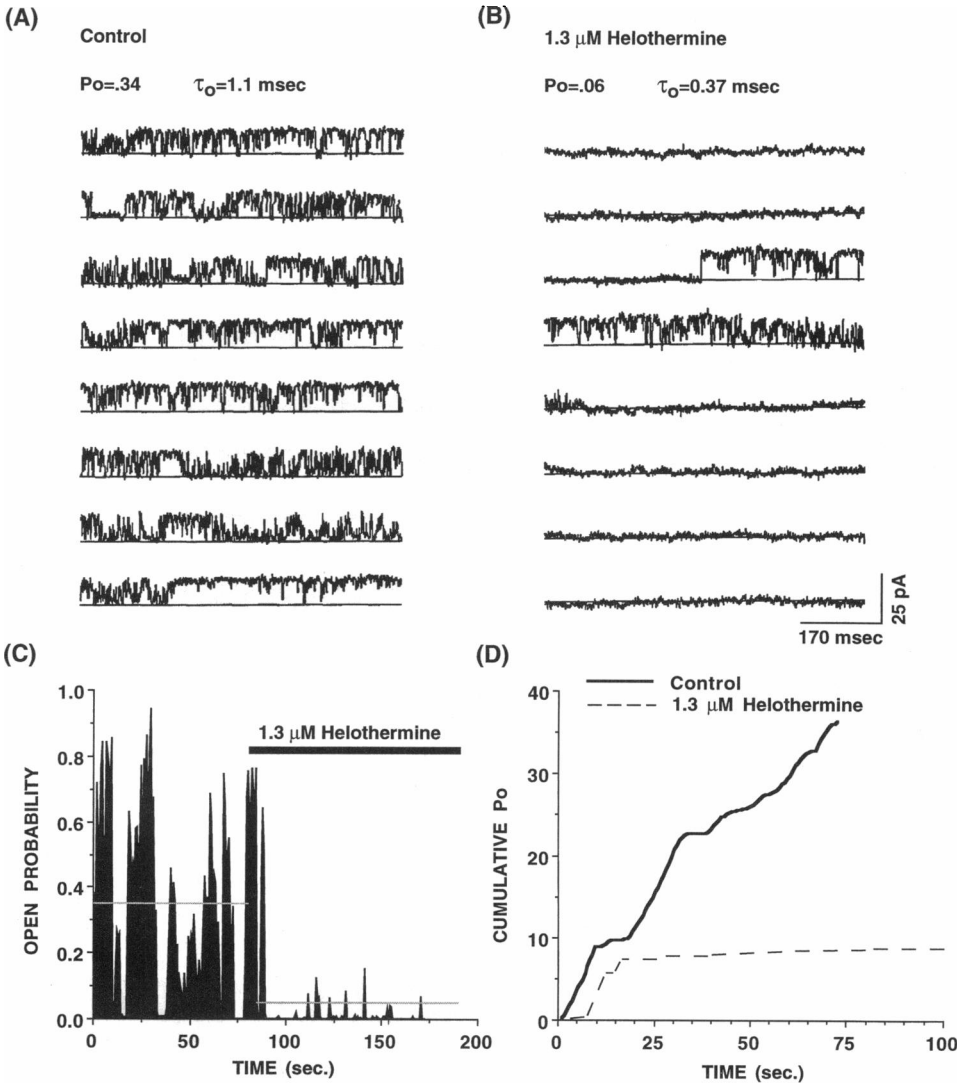 (A)
Control
Po=.34 τo=1.1 msec
(B)
1.3 μM Helothermine
Po=.06 τo=0.37 msec
25 pA
170 msec
(C)
1.0
0.8
0.6
0.4
0.2
0.0
OPEN PROBABILITY
1.3 μM Helothermine
0 50 100 150 200
TIME (sec.)
(D)
Control
1.3 μM Helothermine
40
30
20
10
0
CUMULATIVE Po
0 25 50 75 100
TIME (sec.)